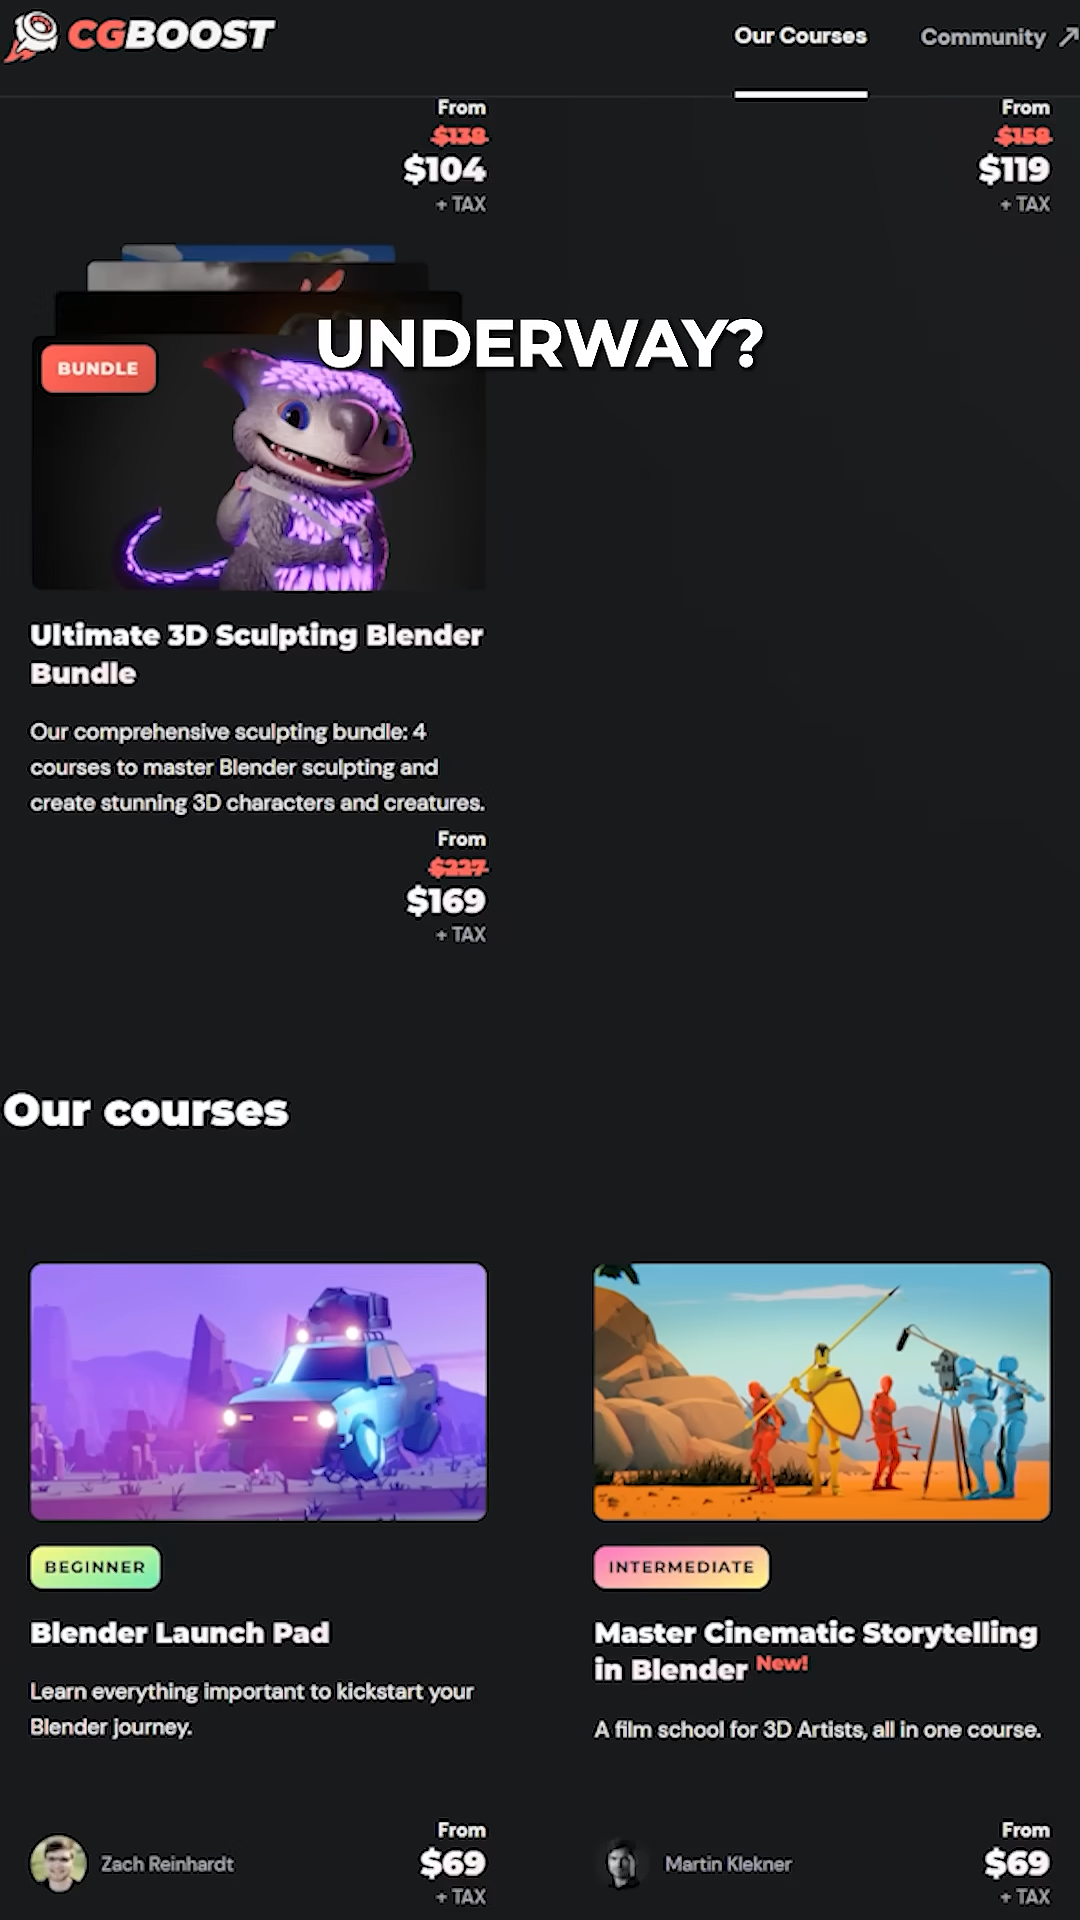 CGBOOST
Our Courses
Community
From
$138
$104
+ TAX
From
$158
$119
+ TAX
UNDERWAY?
BUNDLE
Ultimate 3D Sculpting Blender
Bundle
Our comprehensive sculpting bundle: 4
courses to master Blender sculpting and
create stunning 3D characters and creatures.
From
$227
$169
+ TAX
Our courses
BEGINNER
Blender Launch Pad
Learn everything important to kickstart your
Blender journey.
Zach Reinhardt
From
$69
+ TAX
INTERMEDIATE
Master Cinematic Storytelling
in Blender New!
A film school for 3D Artists, all in one course.
Martin Klekner
From
$69
+ TAX